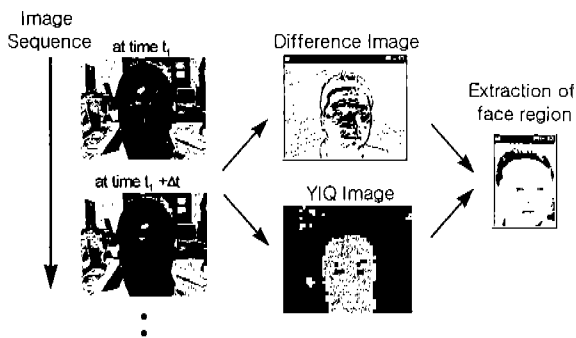 Image
Sequence
at time t₁
at time t₁ +Δt
Difference Image
YIQ Image
Extraction of
face region